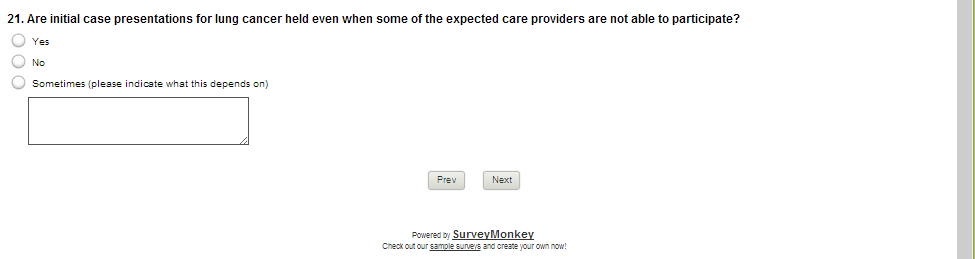 21. Are initial case presentations for lung cancer held even when some of the expected care providers are not able to participate?
Yes
No
Sometimes (please indicate what this depends on)
Prev Next
Powered by SurveyMonkey
Check out our sample surveys and create your own now!